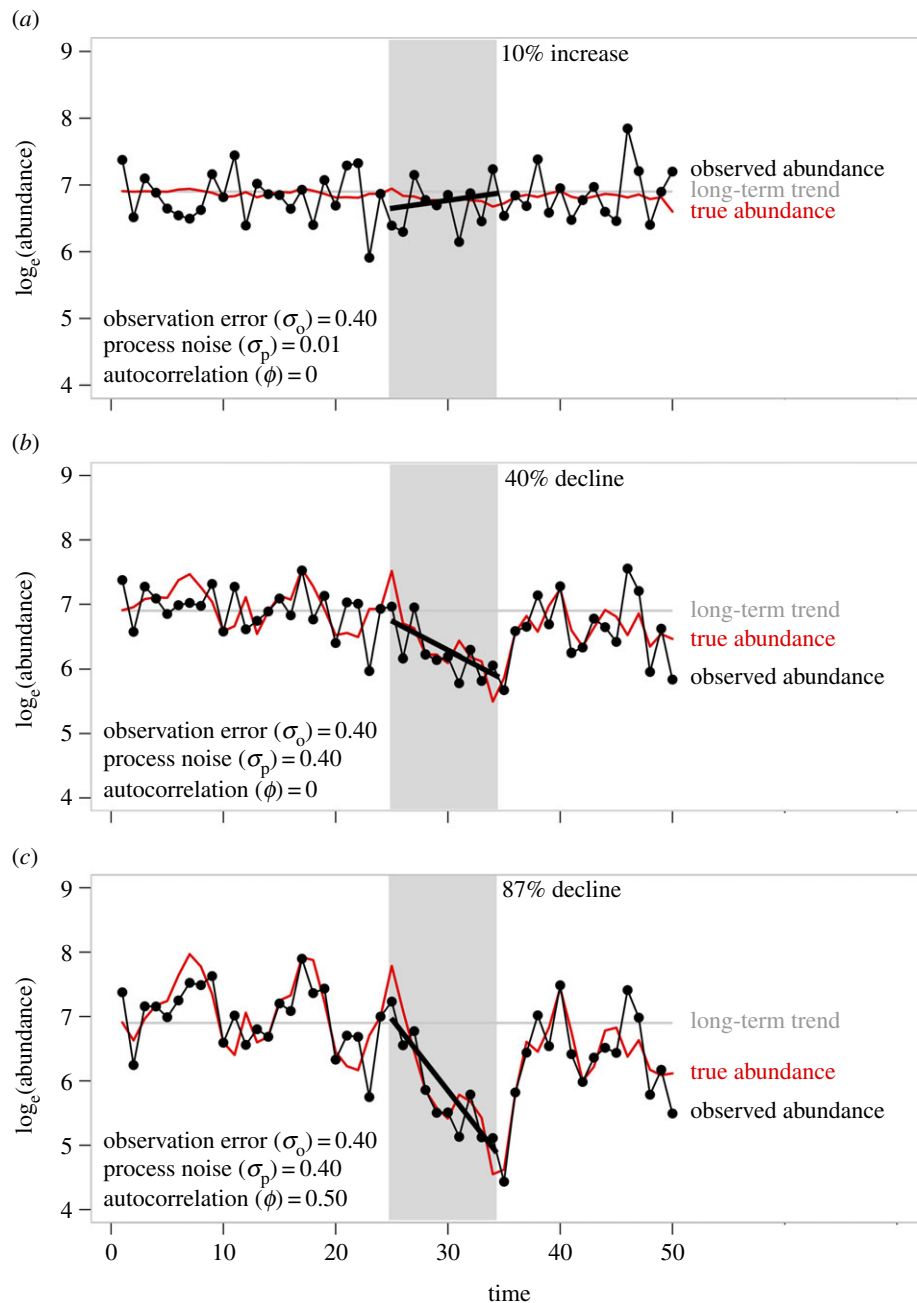 (a)
9
8
7
6
5
4
log_e(abundance)
10% increase
observed abundance
long-term trend
true abundance
observation error (σ_o) = 0.40
process noise (σ_p) = 0.01
autocorrelation (ϕ) = 0
(b)
9
8
7
6
5
4
log_e(abundance)
40% decline
long-term trend
true abundance
observed abundance
observation error (σ_o) = 0.40
process noise (σ_p) = 0.40
autocorrelation (ϕ) = 0
(c)
9
8
7
6
5
4
log_e(abundance)
87% decline
long-term trend
true abundance
observed abundance
observation error (σ_o) = 0.40
process noise (σ_p) = 0.40
autocorrelation (ϕ) = 0.50
0 10 20 30 40 50
time